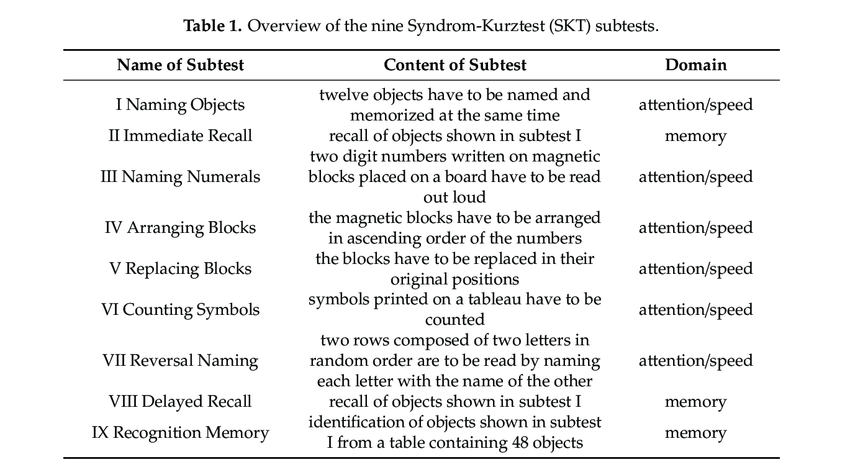 Table 1. Overview of the nine Syndrom-Kurztest (SKT) subtests.
Name of Subtest Content of Subtest Domain
I Naming Objects twelve objects have to be named and memorized at the same time attention/speed
II Immediate Recall recall of objects shown in subtest I memory
III Naming Numerals two digit numbers written on magnetic blocks placed on a board have to be read out loud attention/speed
IV Arranging Blocks the magnetic blocks have to be arranged in ascending order of the numbers attention/speed
V Replacing Blocks the blocks have to be replaced in their original positions attention/speed
VI Counting Symbols symbols printed on a tableau have to be counted attention/speed
VII Reversal Naming two rows composed of two letters in random order are to be read by naming each letter with the name of the other attention/speed
VIII Delayed Recall recall of objects shown in subtest I memory
IX Recognition Memory identification of objects shown in subtest I from a table containing 48 objects memory